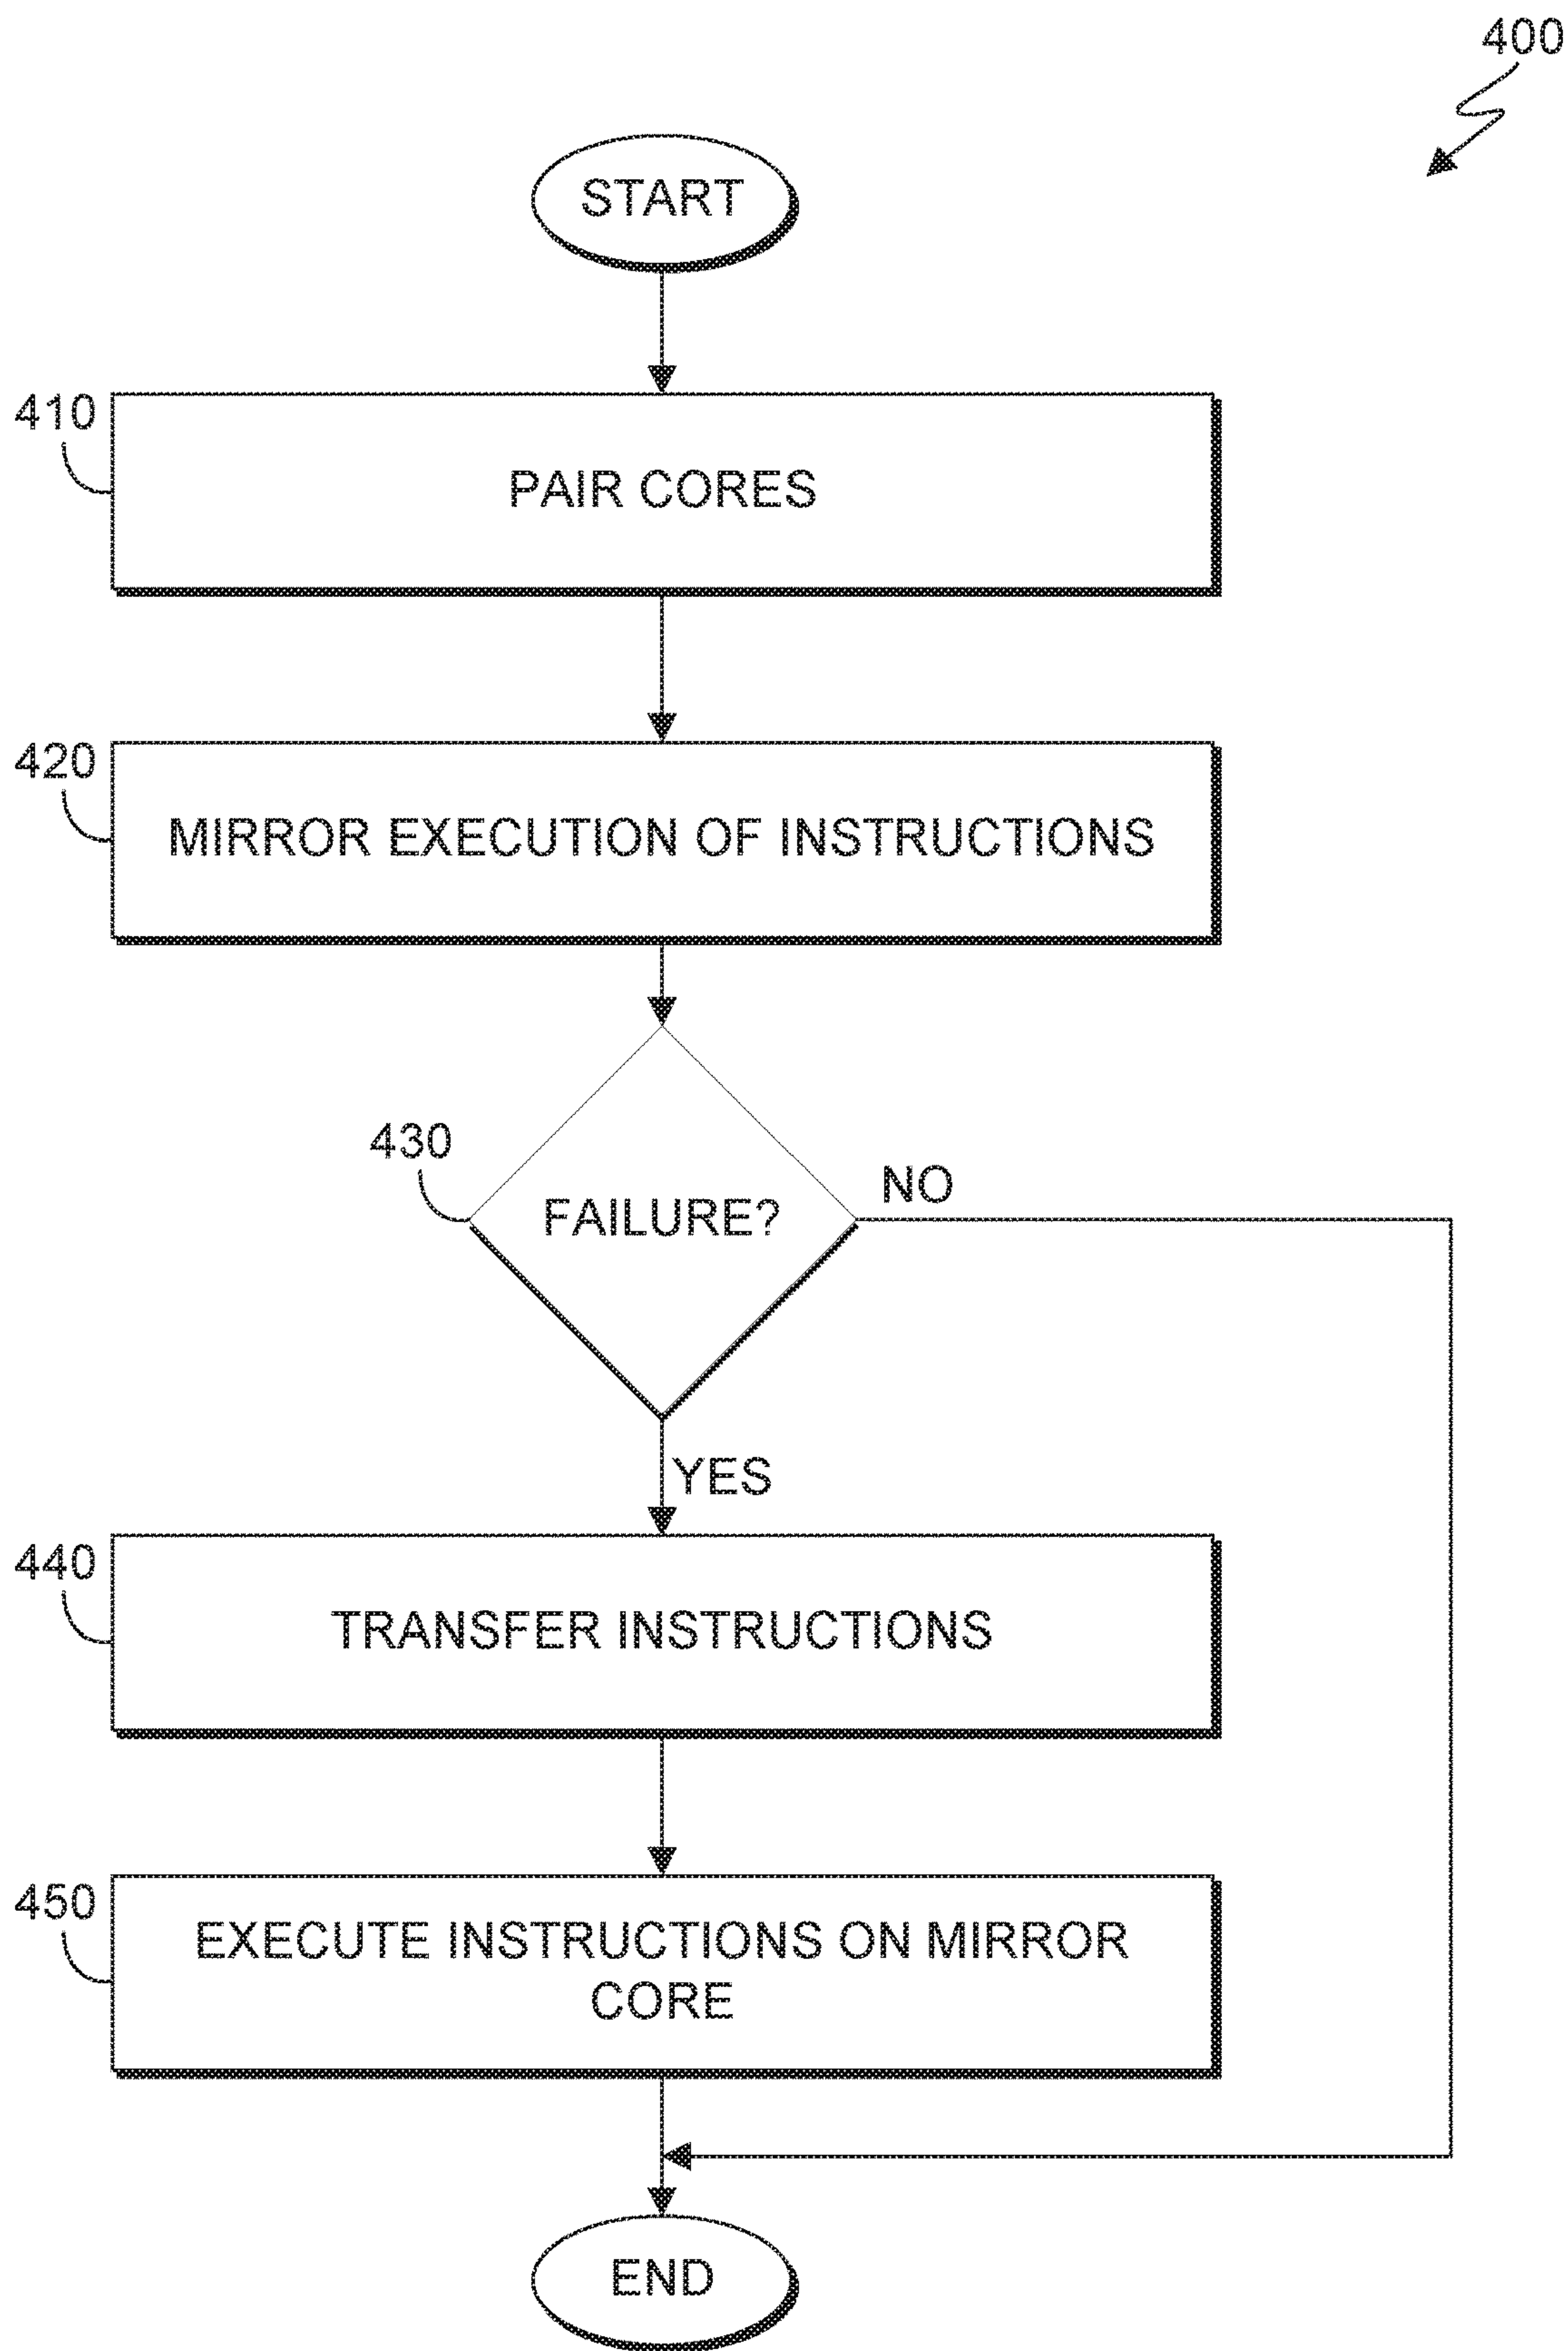 400
START
410
PAIR CORES
420
MIRROR EXECUTION OF INSTRUCTIONS
430
FAILURE?
NO
YES
440
TRANSFER INSTRUCTIONS
450
EXECUTE INSTRUCTIONS ON MIRROR
CORE
END